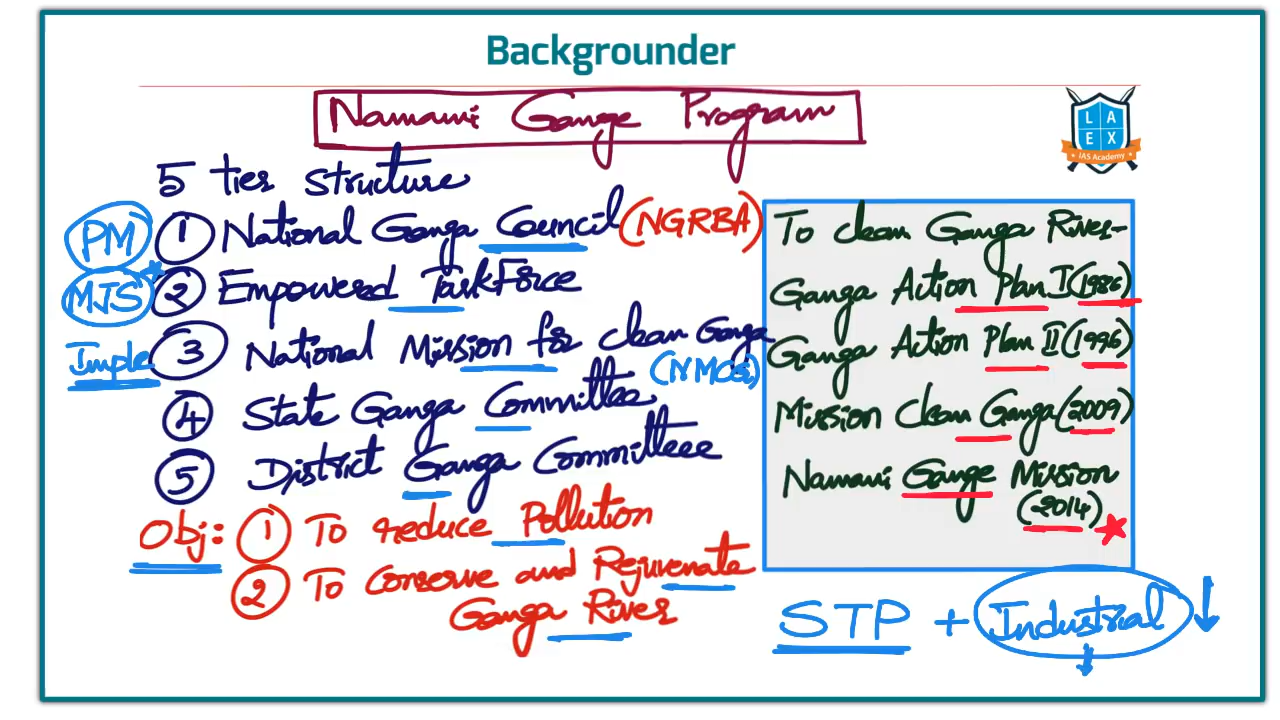 Backgrounder
Namami Gange Program
LAEX
IAS Academy
5 tier structure
PM ① National Ganga Council (NGRBA)
MJS* ② Empowered TaskForce
Imple ③ National Mission for clean Ganga
(NMCG)
④ State Ganga Committee
⑤ District Ganga Committeee
Obj: ① To reduce Pollution
② To Conserve and Rejuvenate
Ganga River
To clean Ganga River-
Ganga Action Plan I (1986)
Ganga Action Plan II (1996)
Mission Clean Ganga (2009)
Namami Gange Mission
(2014)
STP + Industrial ↓